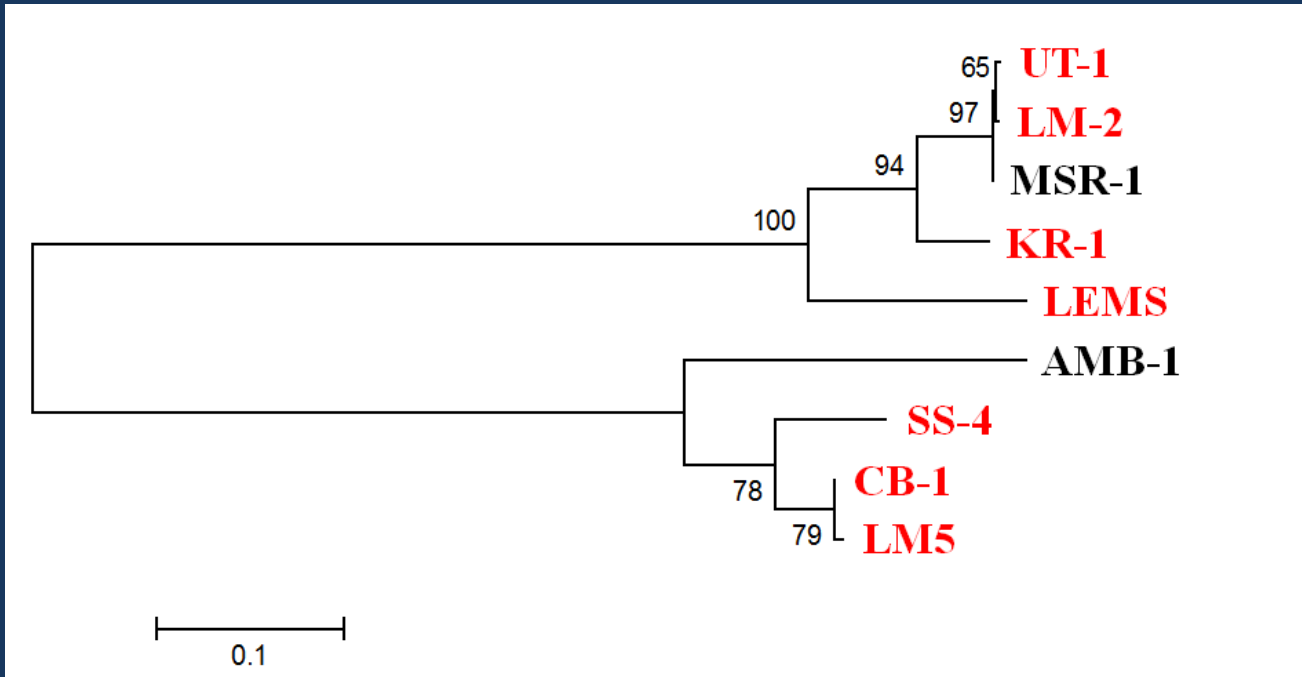 65 UT-1
97 LM-2
94 MSR-1
100 KR-1
LEMS
AMB-1
SS-4
78 CB-1
79 LM5
0.1